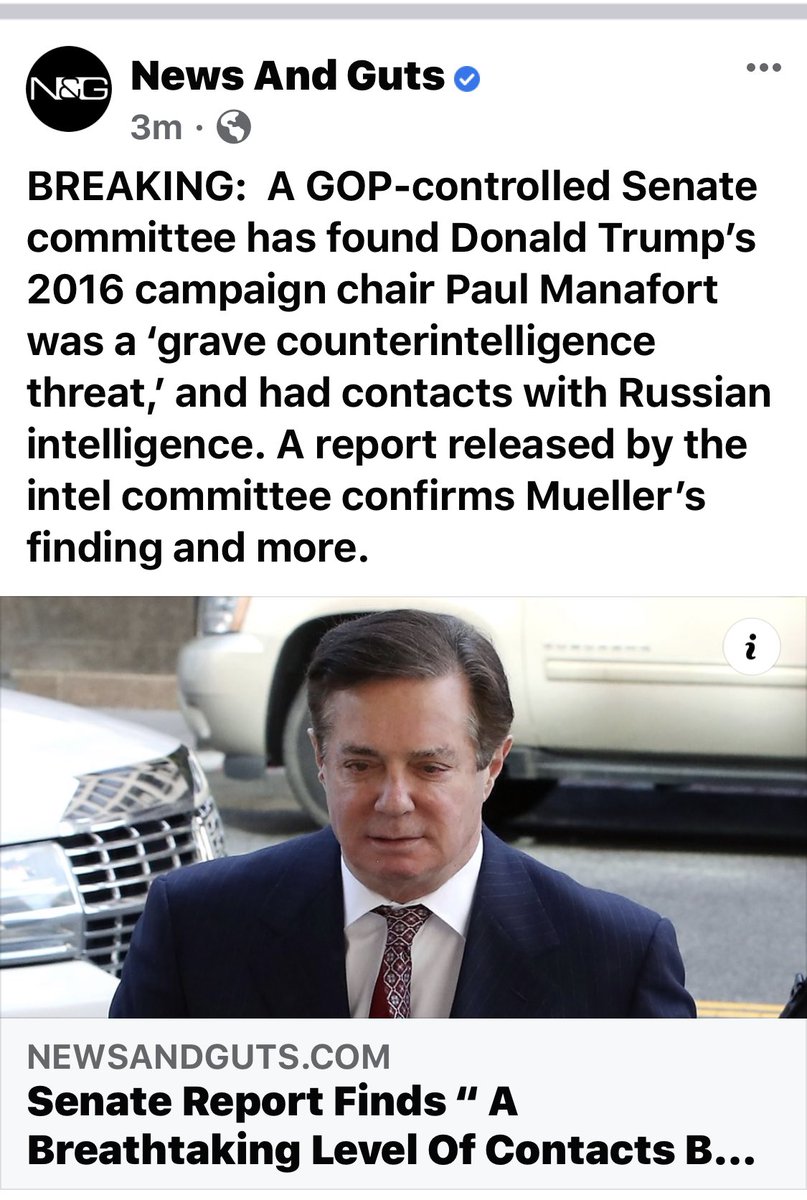 N&G
News And Guts
3m ·
BREAKING:  A GOP-controlled Senate
committee has found Donald Trump’s
2016 campaign chair Paul Manafort
was a ‘grave counterintelligence
threat,’ and had contacts with Russian
intelligence. A report released by the
intel committee confirms Mueller’s
finding and more.
i
NEWSANDGUTS.COM
Senate Report Finds “ A
Breathtaking Level Of Contacts B...